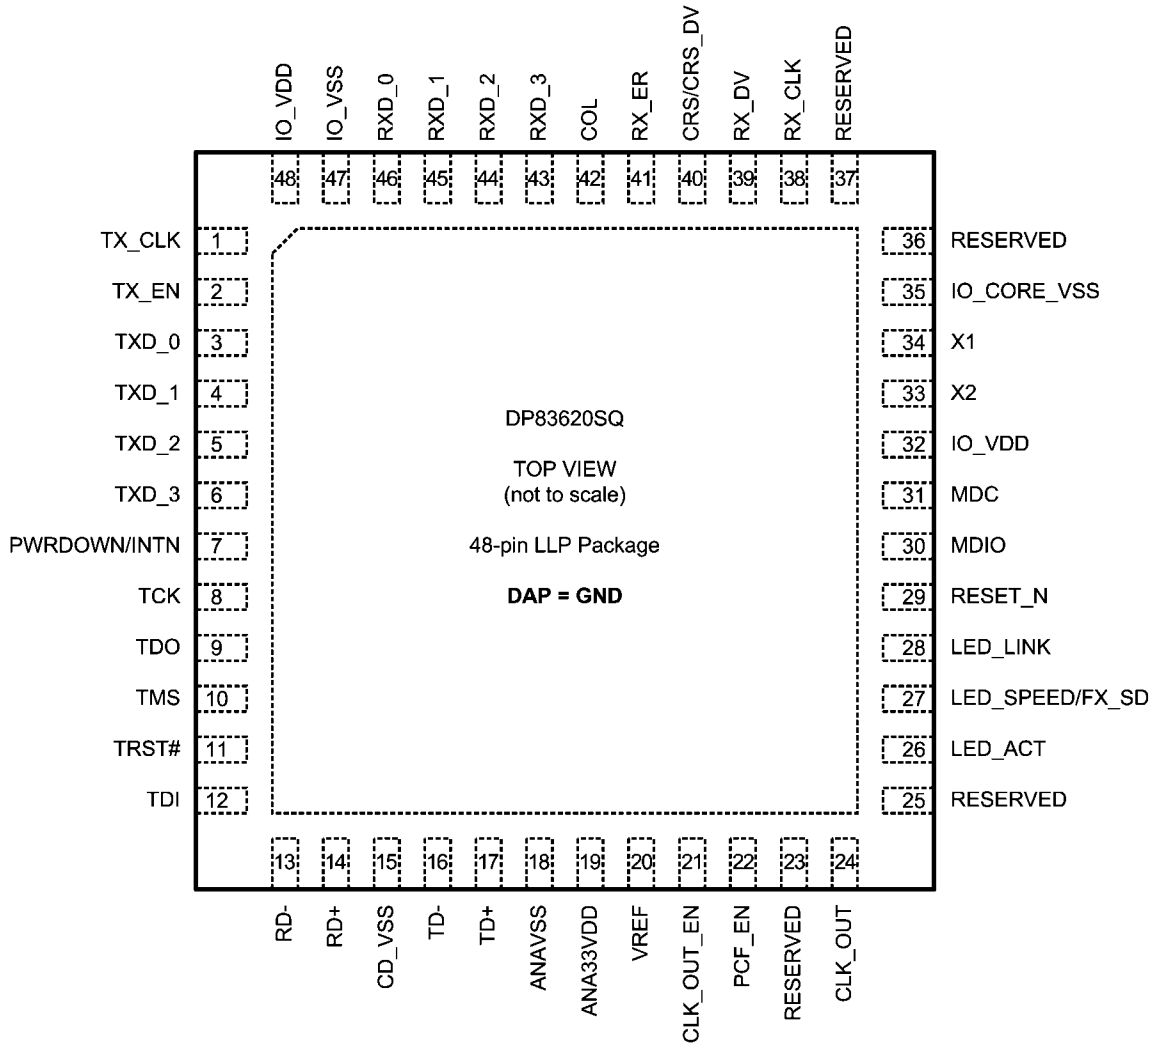 IO_VDD
IO_VSS
RXD_0
RXD_1
RXD_2
RXD_3
COL
RX_ER
CRS/CRS_DV
RX_DV
RX_CLK
RESERVED
48
47
46
45
44
43
42
41
40
39
38
37
TX_CLK 1
TX_EN 2
TXD_0 3
TXD_1 4
TXD_2 5
TXD_3 6
PWRDOWN/INTN 7
TCK 8
TDO 9
TMS 10
TRST# 11
TDI 12
DP83620SQ
TOP VIEW
(not to scale)
48-pin LLP Package
DAP = GND
36 RESERVED
35 IO_CORE_VSS
34 X1
33 X2
32 IO_VDD
31 MDC
30 MDIO
29 RESET_N
28 LED_LINK
27 LED_SPEED/FX_SD
26 LED_ACT
25 RESERVED
13
14
15
16
17
18
19
20
21
22
23
24
RD-
RD+
CD_VSS
TD-
TD+
ANAVSS
ANA33VDD
VREF
CLK_OUT_EN
PCF_EN
RESERVED
CLK_OUT